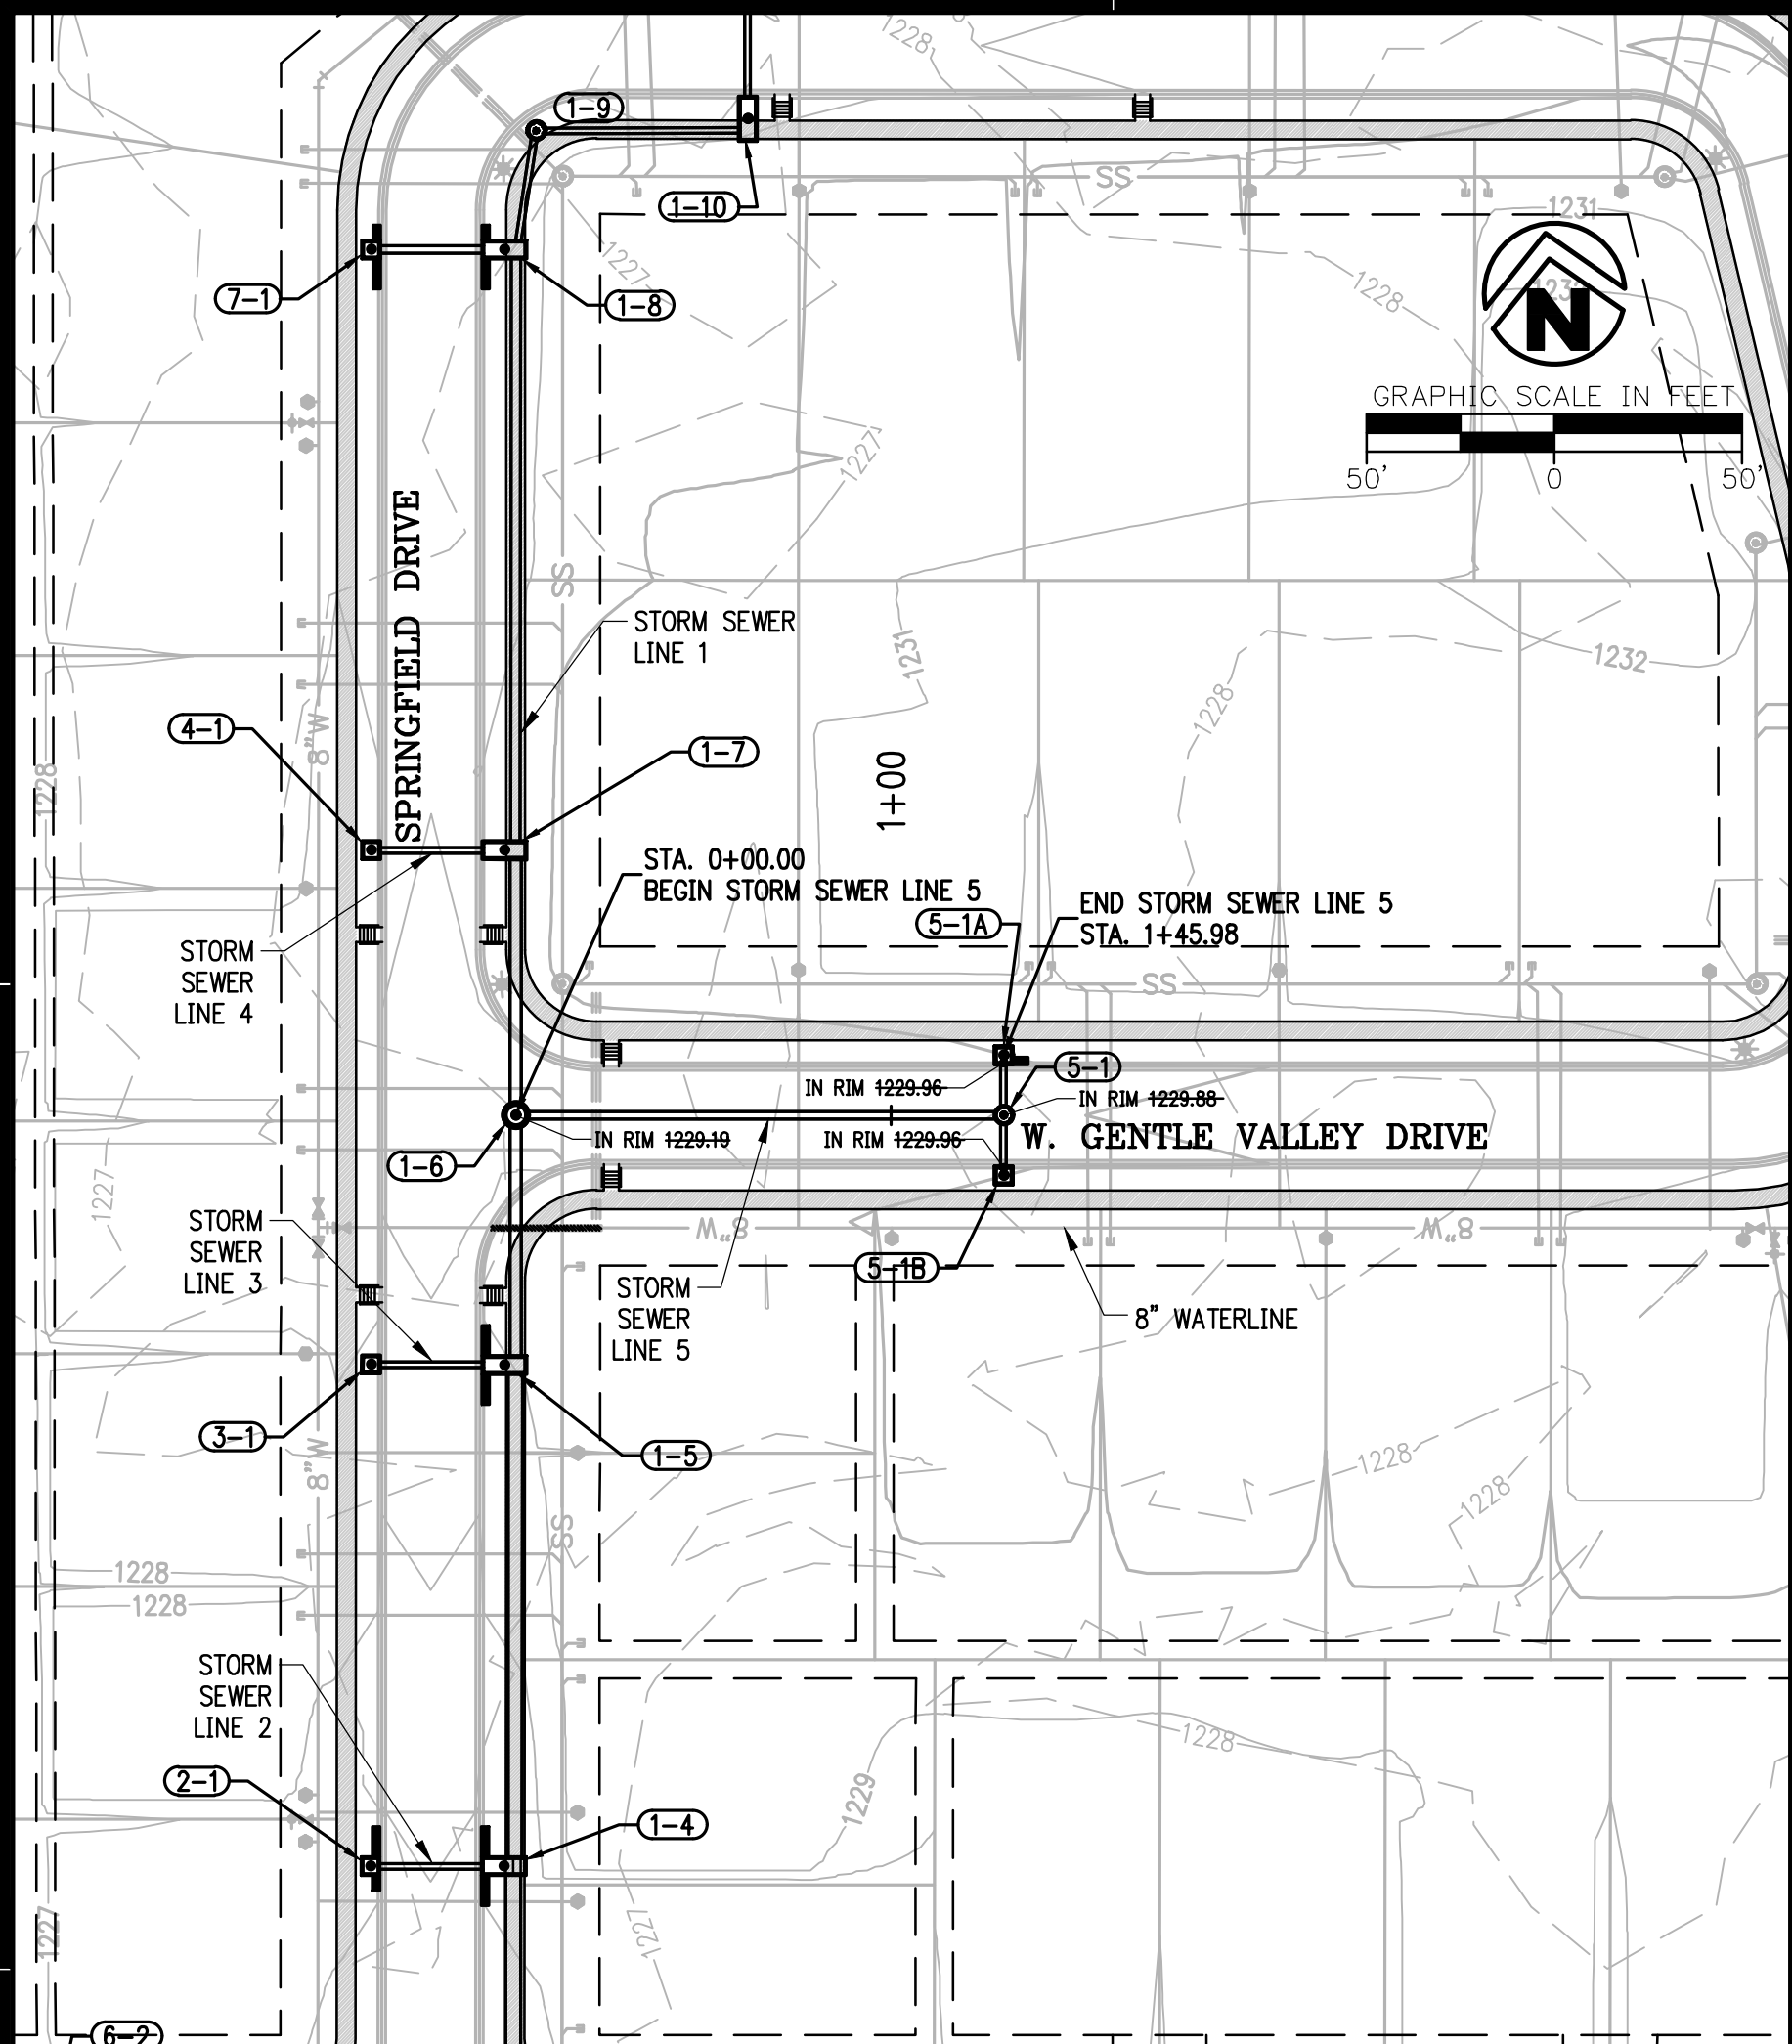 1228
1-9
SS
1-10
1231
1227
1228
1232
N
7-1
1-8
GRAPHIC SCALE IN FEET
50'
0
50'
1227
SPRINGFIELD DRIVE
SS
STORM SEWER
LINE 1
1231
1232
1228
4-1
8"W
1-7
1228
1+00
STA. 0+00.00
BEGIN STORM SEWER LINE 5
5-1A
END STORM SEWER LINE 5
STA. 1+45.98
STORM
SEWER
LINE 4
SS
5-1
IN RIM 1229.96
IN RIM 1229.88
IN RIM 1229.19
IN RIM 1229.96
W. GENTLE VALLEY DRIVE
1-6
1227
STORM
SEWER
LINE 3
8"W
8"W
5-1B
STORM
SEWER
LINE 5
8" WATERLINE
3-1
1-5
8"W
1228
1228
SS
1228
1228
STORM
SEWER
LINE 2
1228
2-1
1229
1-4
1227
1227
6-2